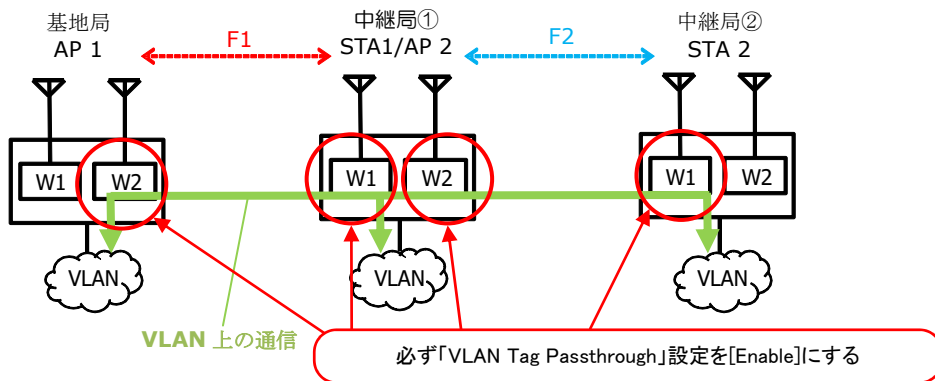 基地局
AP 1
F1
中継局①
STA1/AP 2
F2
中継局②
STA 2
W1
W2
W1
W2
W1
W2
VLAN
VLAN
VLAN
VLAN 上の通信
必ず「VLAN Tag Passthrough」設定を[Enable]にする